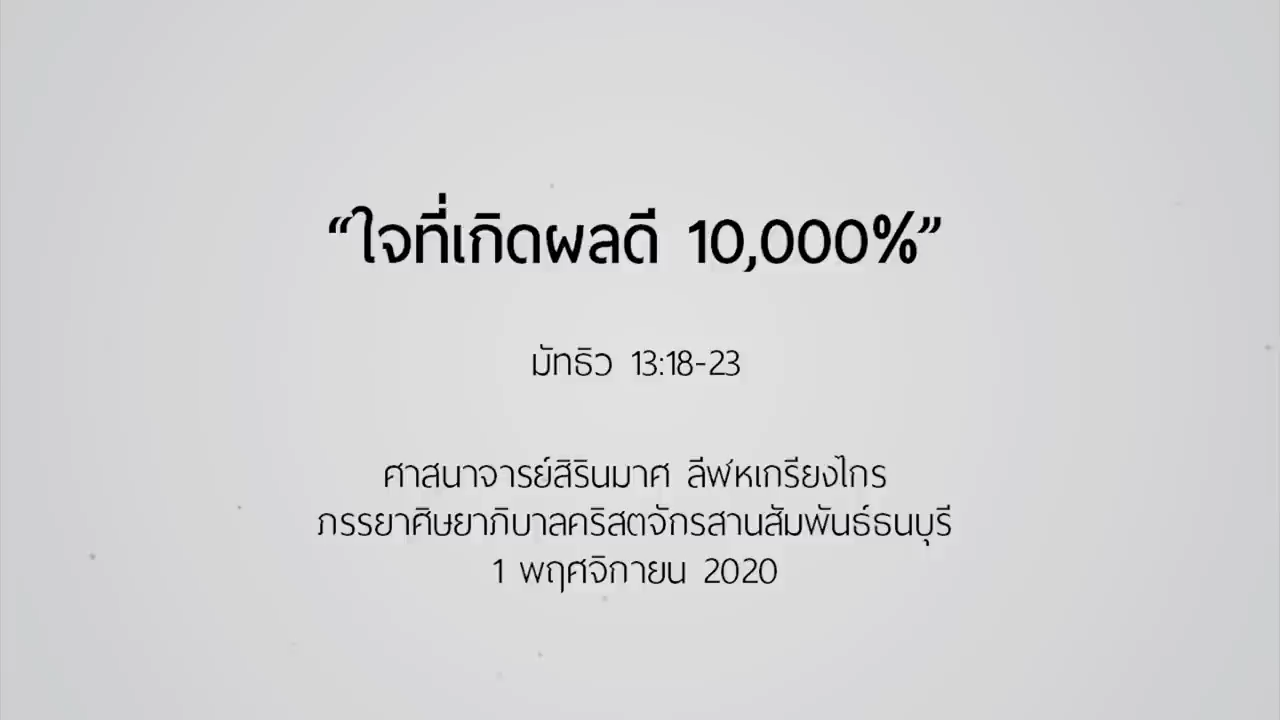 “ใจที่เกิดผลดี 10,000%”
มัทธิว 13:18-23
ศาสนาจารย์สิรินมาศ ลีฬหเกรียงไกร
ภรรยาศิษยาภิบาลคริสตจักรสานสัมพันธ์ธนบุรี
1 พฤศจิกายน 2020